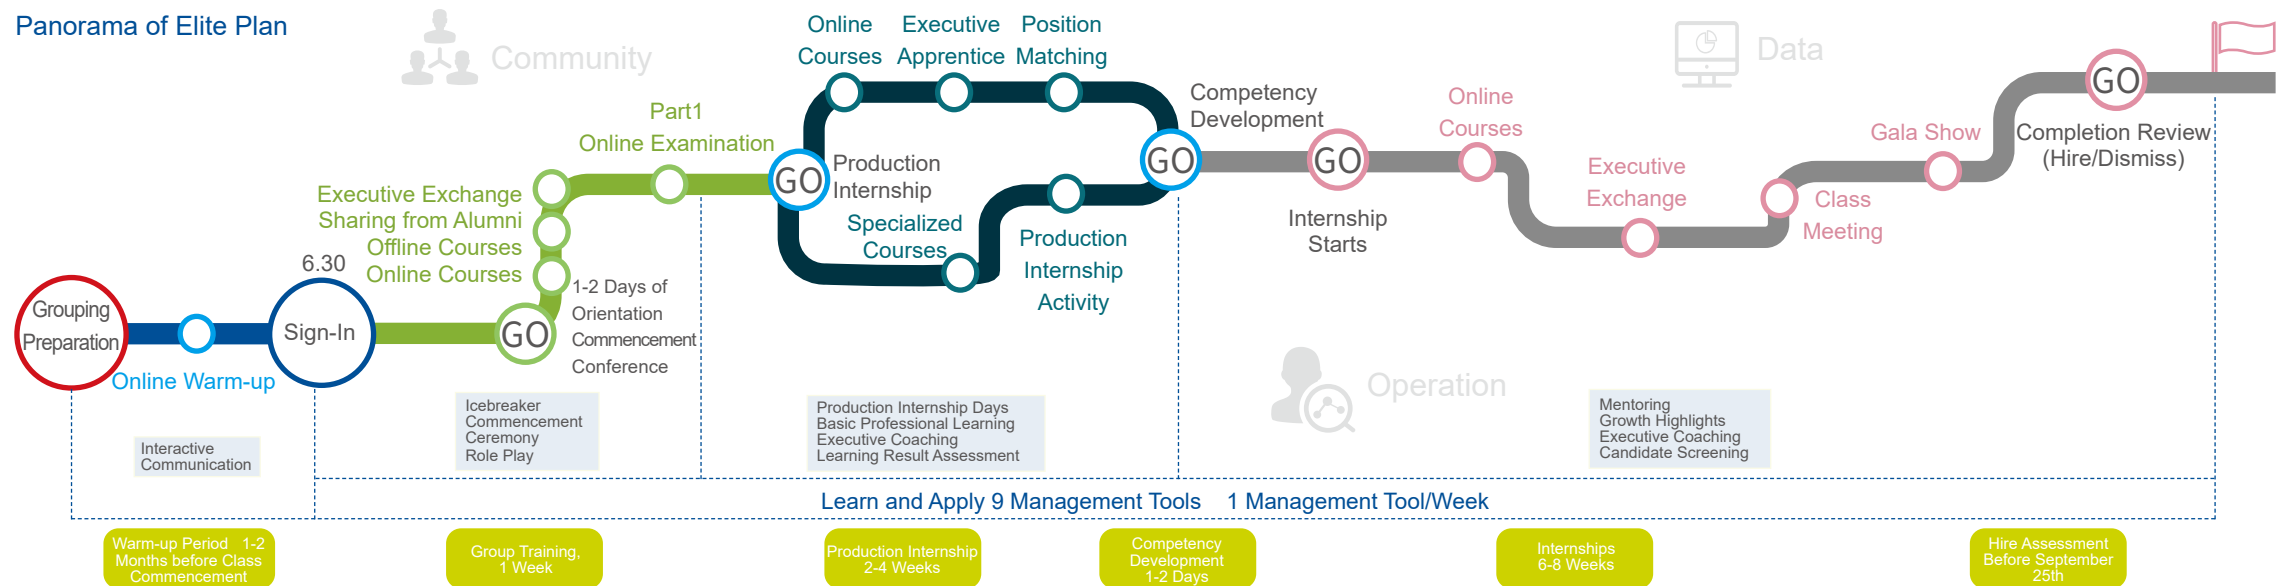 Panorama of Elite Plan
Community
Data
Operation
Grouping
Preparation
Online Warm-up
6.30
Sign-In
GO
1-2 Days of
Orientation
Commencement
Conference
Executive Exchange
Sharing from Alumni
Offline Courses
Online Courses
Part1
Online Examination
GO
Production
Internship
Online
Courses
Executive
Apprentice
Position
Matching
Specialized
Courses
Production
Internship
Activity
GO
Competency
Development
GO
Internship
Starts
Online
Courses
Executive
Exchange
Class
Meeting
Gala Show
GO
Completion Review
(Hire/Dismiss)
Interactive
Communication
Icebreaker
Commencement
Ceremony
Role Play
Production Internship Days
Basic Professional Learning
Executive Coaching
Learning Result Assessment
Mentoring
Growth Highlights
Executive Coaching
Candidate Screening
Learn and Apply 9 Management Tools 1 Management Tool/Week
Warm-up Period 1-2
Months before Class
Commencement
Group Training,
1 Week
Production Internship
2-4 Weeks
Competency
Development
1-2 Days
Internships
6-8 Weeks
Hire Assessment
Before September
25th